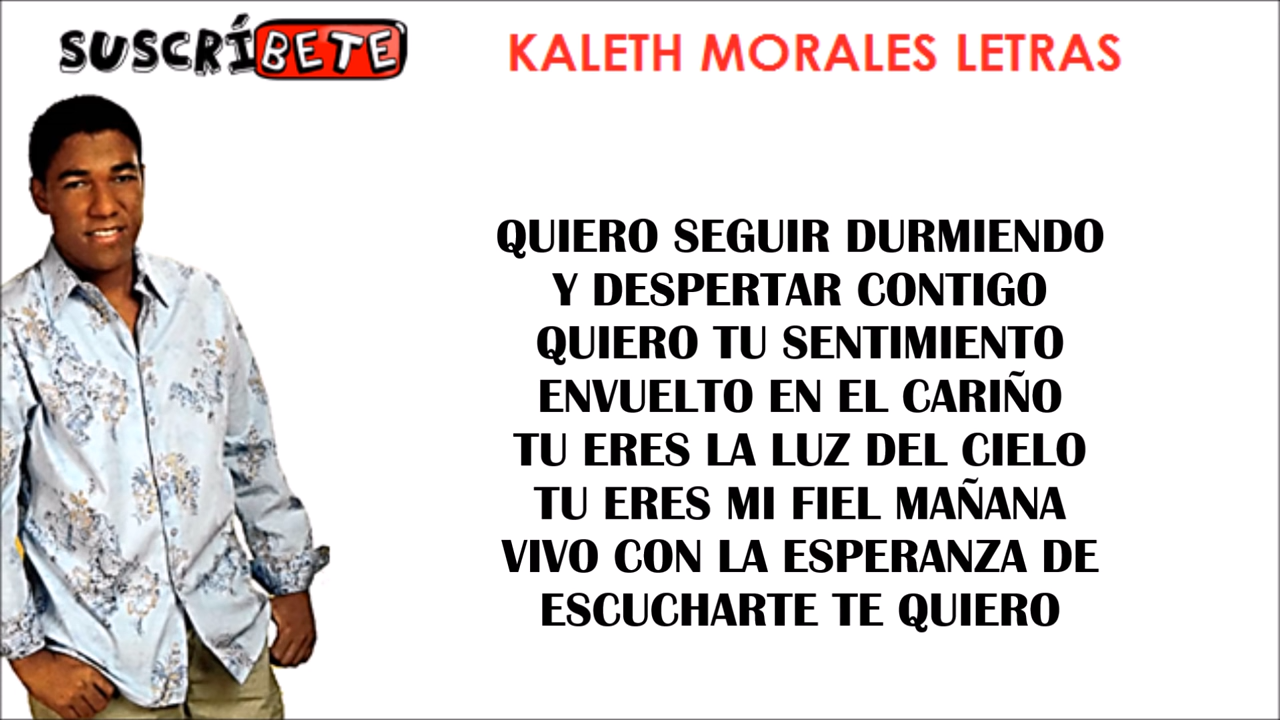 SUSCRÍBETE
KALETH MORALES LETRAS
QUIERO SEGUIR DURMIENDO
Y DESPERTAR CONTIGO
QUIERO TU SENTIMIENTO
ENVUELTO EN EL CARIÑO
TU ERES LA LUZ DEL CIELO
TU ERES MI FIEL MAÑANA
VIVO CON LA ESPERANZA DE
ESCUCHARTE TE QUIERO